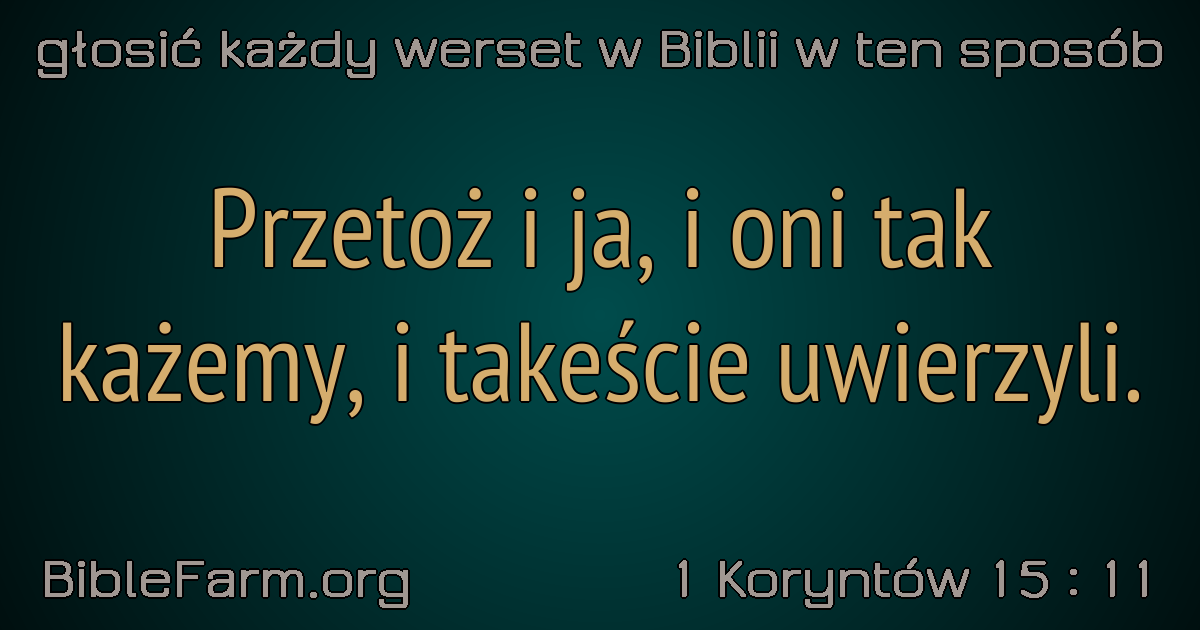 głosić każdy werset w Biblii w ten sposób
Przetoż i ja, i oni tak
każemy, i takeście uwierzyli.
BibleFarm.org
1 Koryntów 15 : 11